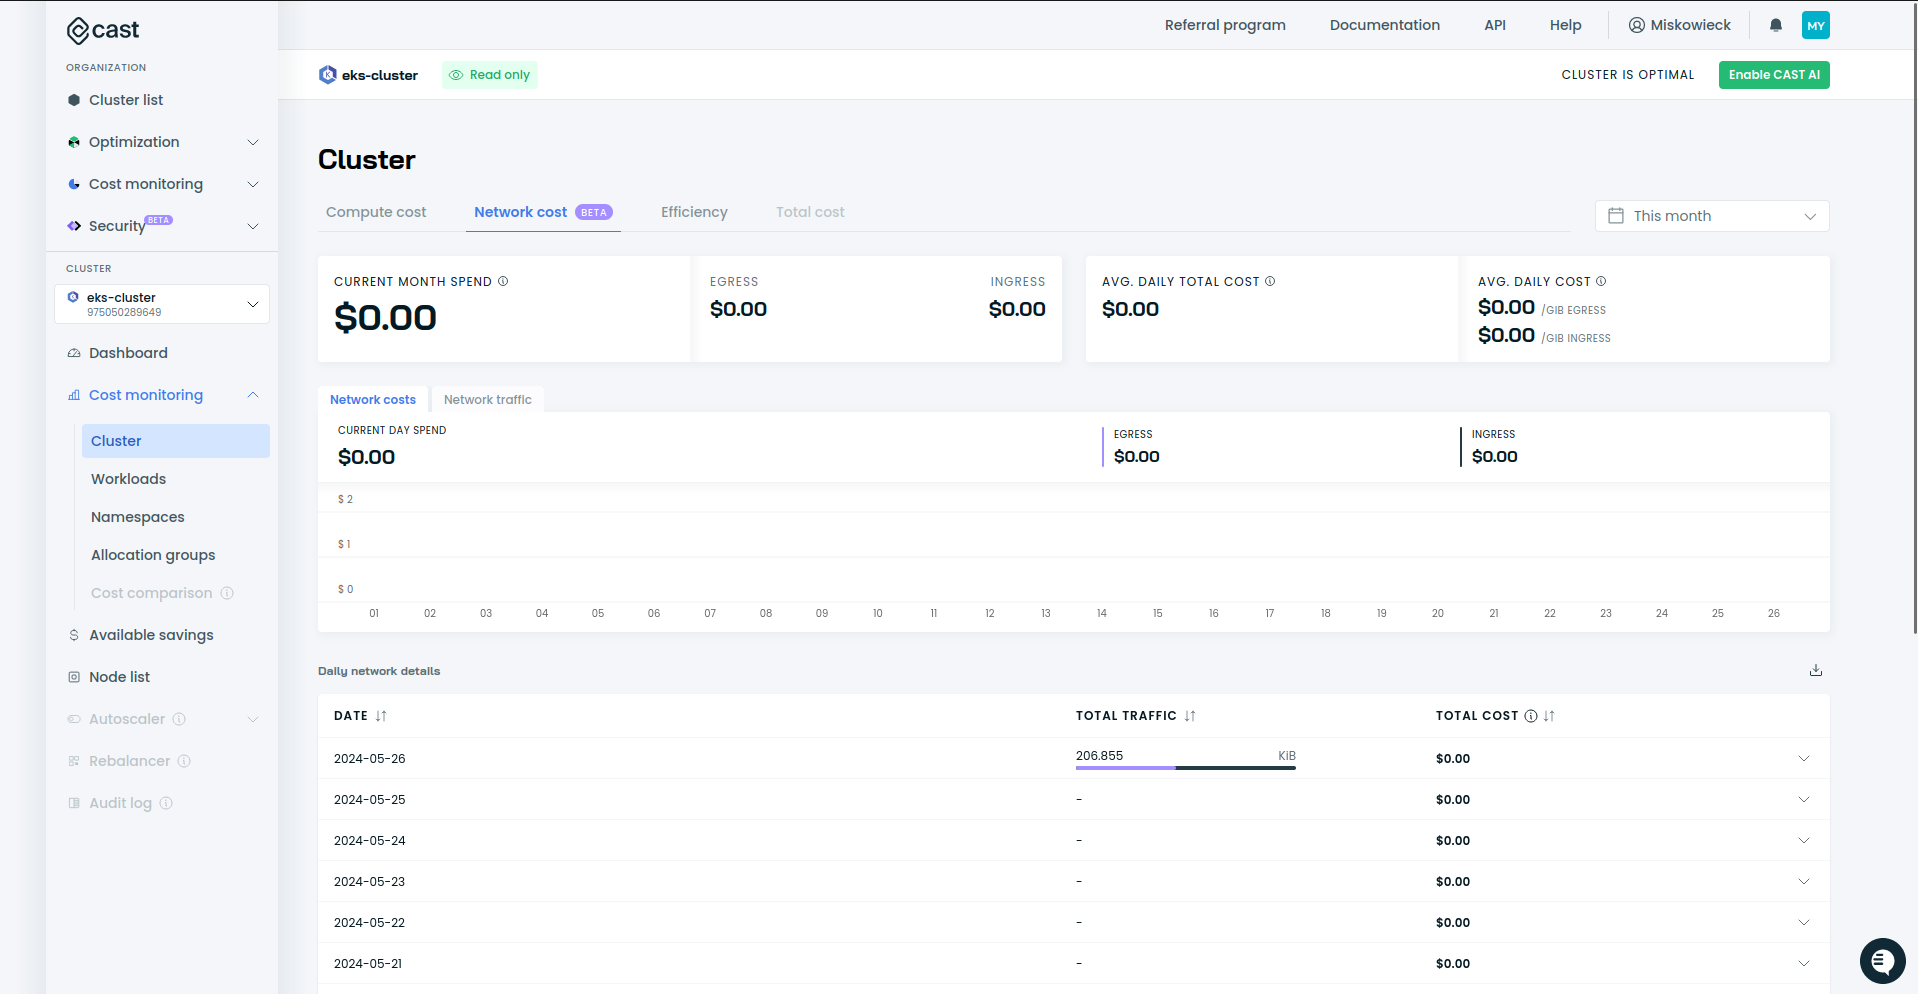 cast
Referral program
Documentation
API
Help
Miskowieck
MY
ORGANIZATION
Cluster list
Optimization
Cost monitoring
Security BETA
CLUSTER
eks-cluster
975050289649
Dashboard
Cost monitoring
Cluster
Workloads
Namespaces
Allocation groups
Cost comparison
Available savings
Node list
Autoscaler
Rebalancer
Audit log
eks-cluster
Read only
CLUSTER IS OPTIMAL
Enable CAST AI
Cluster
Compute cost
Network cost BETA
Efficiency
Total cost
This month
CURRENT MONTH SPEND
$0.00
EGRESS
$0.00
INGRESS
$0.00
AVG. DAILY TOTAL COST
$0.00
AVG. DAILY COST
$0.00 /GIB EGRESS
$0.00 /GIB INGRESS
Network costs
Network traffic
CURRENT DAY SPEND
$0.00
EGRESS
$0.00
INGRESS
$0.00
$ 2
$ 1
$ 0
01 02 03 04 05 06 07 08 09 10 11 12 13 14 15 16 17 18 19 20 21 22 23 24 25 26
Daily network details
DATE TOTAL TRAFFIC TOTAL COST
2024-05-26 206.855 KiB $0.00
2024-05-25 - $0.00
2024-05-24 - $0.00
2024-05-23 - $0.00
2024-05-22 - $0.00
2024-05-21 - $0.00